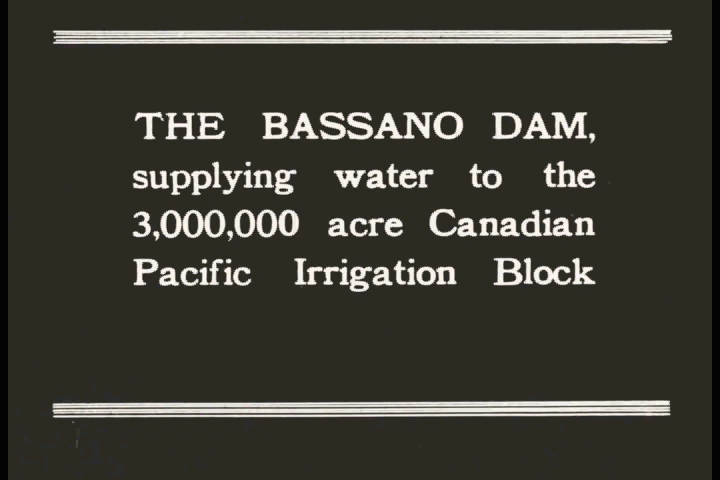 THE BASSANO DAM,
supplying water to the
3,000,000 acre Canadian
Pacific Irrigation Block